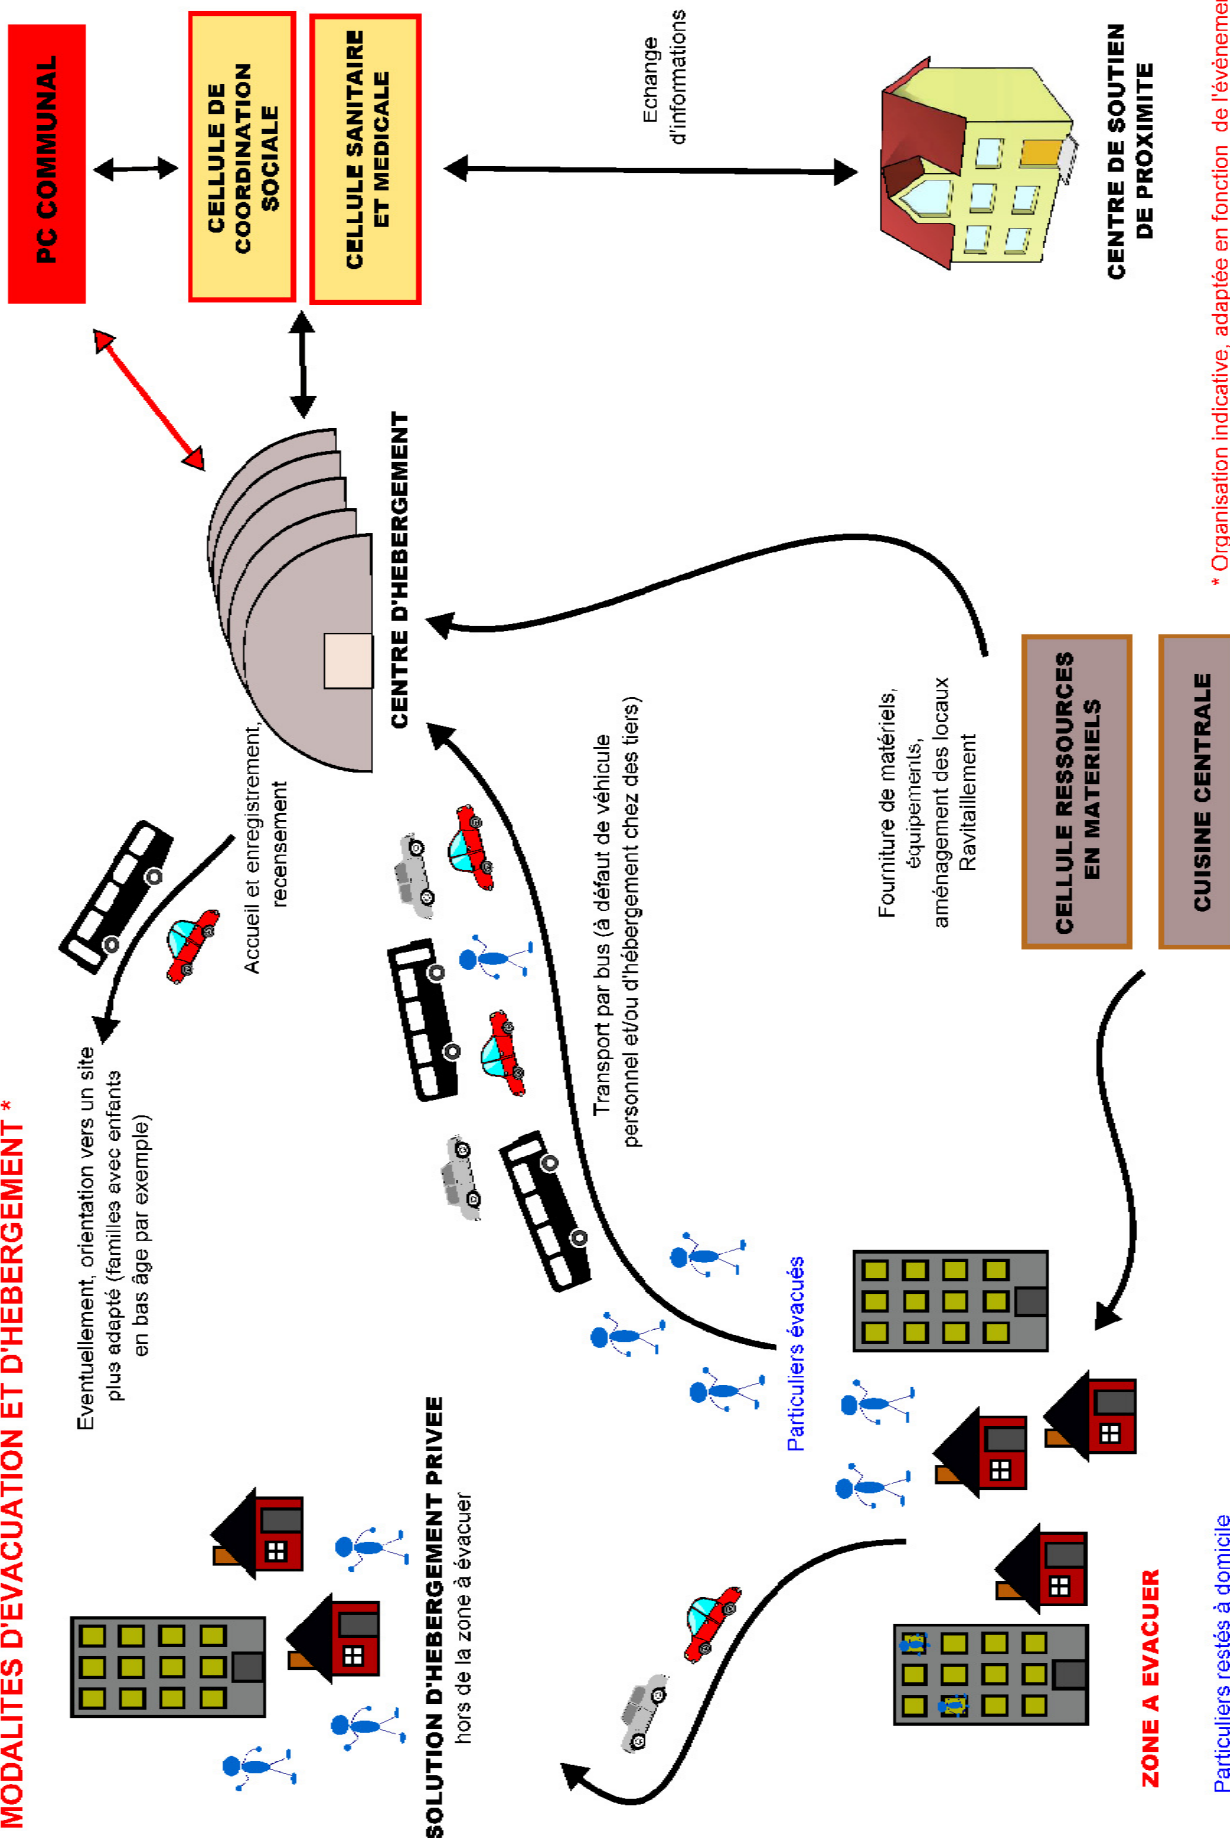 MODALITES D'EVACUATION ET D'HEBERGEMENT *
Eventuellement, orientation vers un site
plus adapté (familles avec enfants
en bas âge par exemple)
Accueil et enregistrement,
recensement
PC COMMUNAL
CELLULE DE
COORDINATION
SOCIALE
CELLULE SANITAIRE
ET MEDICALE
CENTRE D'HEBERGEMENT
SOLUTION D'HEBERGEMENT PRIVEE
hors de la zone à évacuer
Transport par bus (à défaut de véhicule
personnel et/ou d'hébergement chez des tiers)
Echange
d'informations
Particuliers évacués
Fourniture de matériels,
équipements,
aménagement des locaux
Ravitaillement
CELLULE RESSOURCES
EN MATERIELS
CUISINE CENTRALE
CENTRE DE SOUTIEN
DE PROXIMITE
ZONE A EVACUER
Particuliers restés à domicile
* Organisation indicative, adaptée en fonction de l'évènemen